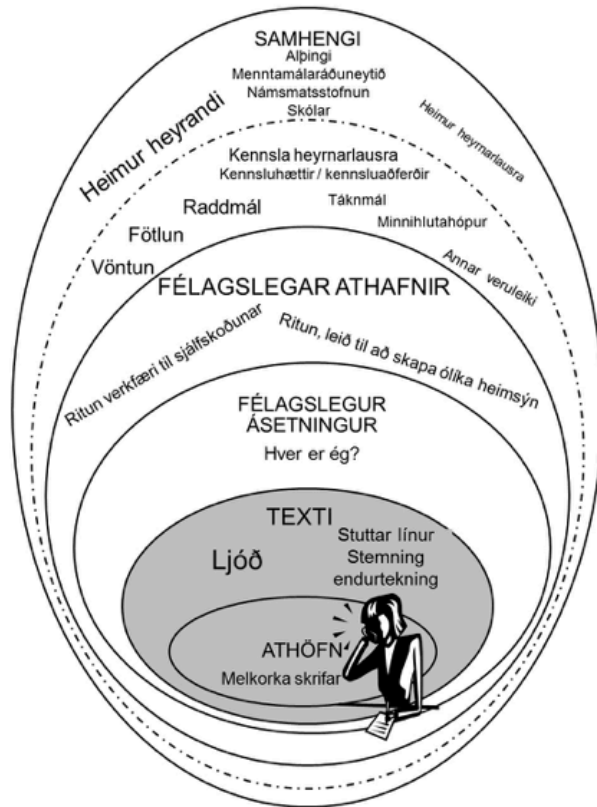 SAMHENGI
Alþingi
Menntamálaráðuneytið
Námsmatsstofnun
Skólar
Heimur heyrandi
Heimur heyrnarlausra
Kennsla heyrnarlausra
Kennsluhættir / kennsluaðferðir
Raddmál
Táknmál
Fötlun
Minnihlutahópur
Vöntun
Annar veruleiki
FÉLAGSLEGAR ATHAFNIR
Ritun verkfæri til sjálfskoðunar
Ritun, leið til að skapa ólíka heimsýn
FÉLAGSLEGUR
ÁSETNINGUR
Hver er ég?
TEXTI
Ljóð
Stuttar línur
Stemning
endurtekning
ATHÖFN
Melkorka skrifar